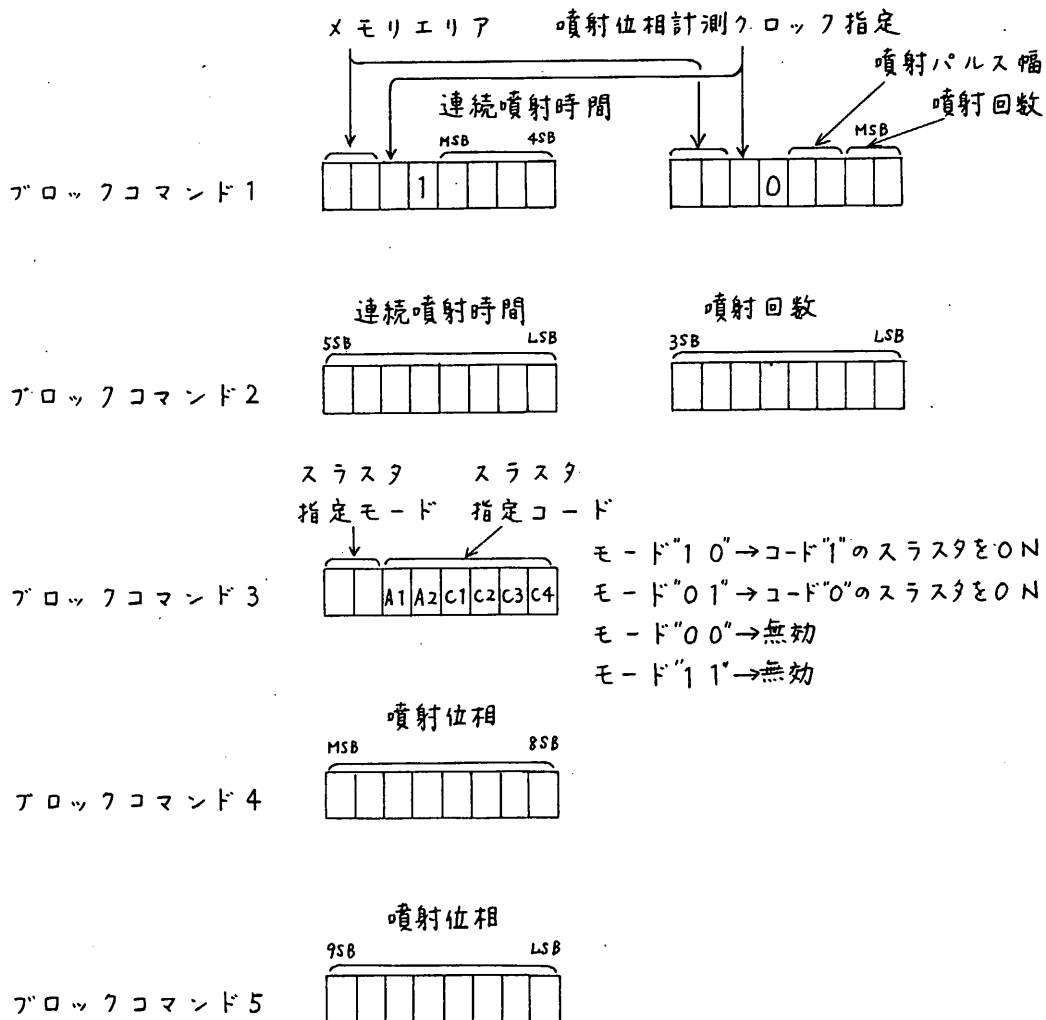 メモリエリア 噴射位相計測クロック指定
噴射パルス幅
連続噴射時間 噴射回数
MSB 4SB MSB
ブロックコマンド1 1 0
連続噴射時間 噴射回数
5SB LSB 3SB LSB
ブロックコマンド2
スラスタ スラスタ
指定モード 指定コード
モード"10"→コード"1"のスラスタをON
ブロックコマンド3 A1 A2 C1 C2 C3 C4 モード"01"→コード"0"のスラスタをON
モード"00"→無効
モード"11"→無効
噴射位相
MSB 8SB
ブロックコマンド4
噴射位相
9SB LSB
ブロックコマンド5